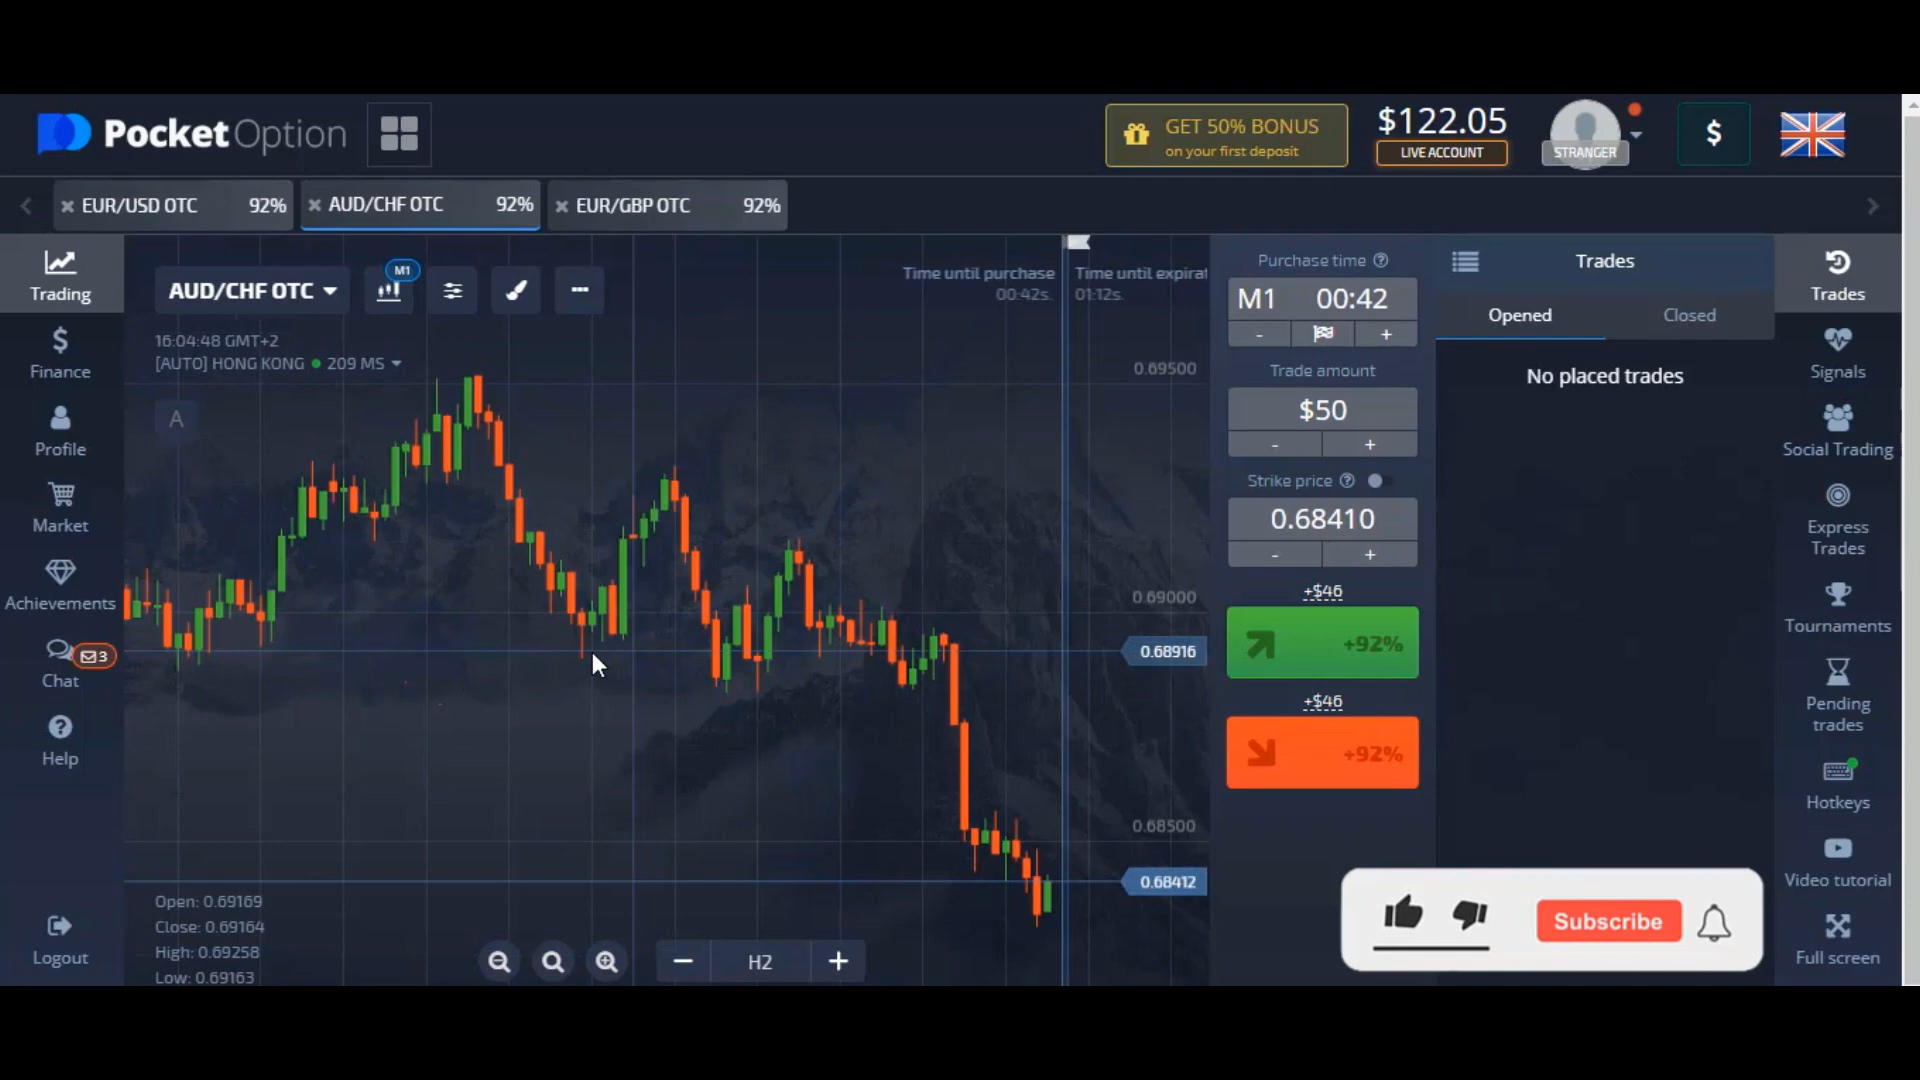 PocketOption
GET 50% BONUS
on your first deposit
$122.05
LIVE ACCOUNT
STRANGER
$
EUR/USD OTC 92%
AUD/CHF OTC 92%
EUR/GBP OTC 92%
Trading
Finance
Profile
Market
Achievements
3
Chat
Help
Logout
AUD/CHF OTC
M1
16:04:48 GMT+2
[AUTO] HONG KONG 209 MS
A
Time until purchase
00:42s.
Time until expirat
01:12s.
0.69500
0.69000
0.68916
0.68500
0.68412
Open: 0.69169
Close: 0.69164
High: 0.69258
Low: 0.69163
− H2 +
Purchase time
M1 00:42
- +
Trade amount
$50
- +
Strike price
0.68410
- +
+$46
+92%
+$46
+92%
Trades
Opened Closed
No placed trades
Trades
Signals
Social Trading
Express
Trades
Tournaments
Pending
trades
Hotkeys
Video tutorial
Full screen
Subscribe